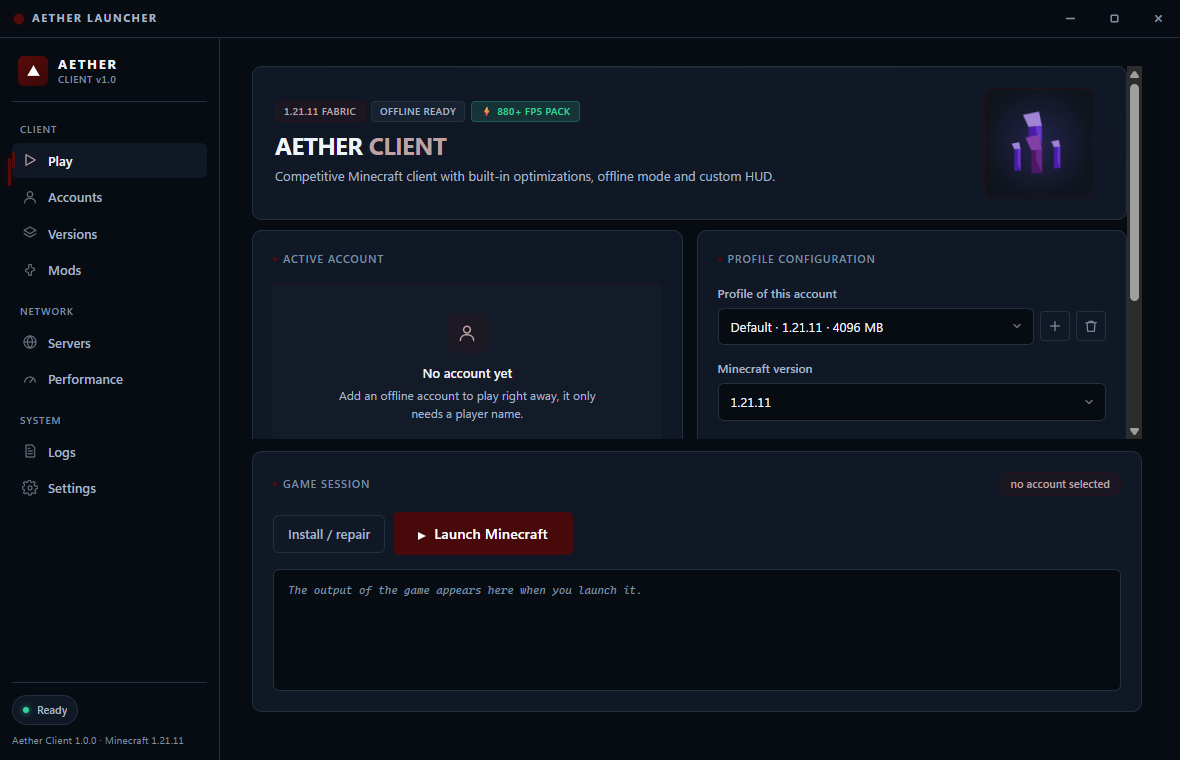 AETHER LAUNCHER
AETHER
CLIENT v1.0
CLIENT
Play
Accounts
Versions
Mods
NETWORK
Servers
Performance
SYSTEM
Logs
Settings
Ready
Aether Client 1.0.0 · Minecraft 1.21.11
1.21.11 FABRIC
OFFLINE READY
880+ FPS PACK
AETHER CLIENT
Competitive Minecraft client with built-in optimizations, offline mode and custom HUD.
ACTIVE ACCOUNT
No account yet
Add an offline account to play right away, it only
needs a player name.
PROFILE CONFIGURATION
Profile of this account
Default · 1.21.11 · 4096 MB
Minecraft version
1.21.11
GAME SESSION
no account selected
Install / repair
Launch Minecraft
The output of the game appears here when you launch it.